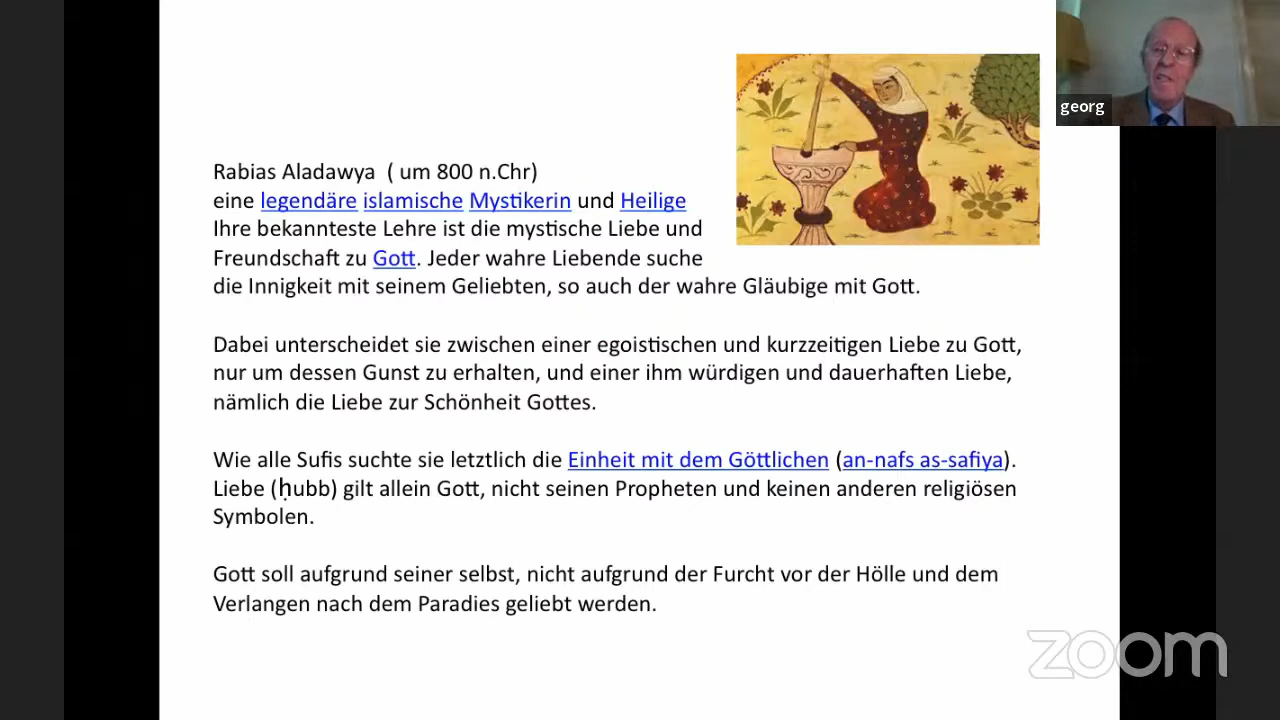 georg
Rabias Aladawya ( um 800 n.Chr)
eine legendäre islamische Mystikerin und Heilige
Ihre bekannteste Lehre ist die mystische Liebe und
Freundschaft zu Gott. Jeder wahre Liebende suche
die Innigkeit mit seinem Geliebten, so auch der wahre Gläubige mit Gott.
Dabei unterscheidet sie zwischen einer egoistischen und kurzzeitigen Liebe zu Gott,
nur um dessen Gunst zu erhalten, und einer ihm würdigen und dauerhaften Liebe,
nämlich die Liebe zur Schönheit Gottes.
Wie alle Sufis suchte sie letztlich die Einheit mit dem Göttlichen (an-nafs as-safiya).
Liebe (ḥubb) gilt allein Gott, nicht seinen Propheten und keinen anderen religiösen
Symbolen.
Gott soll aufgrund seiner selbst, nicht aufgrund der Furcht vor der Hölle und dem
Verlangen nach dem Paradies geliebt werden.
zoom